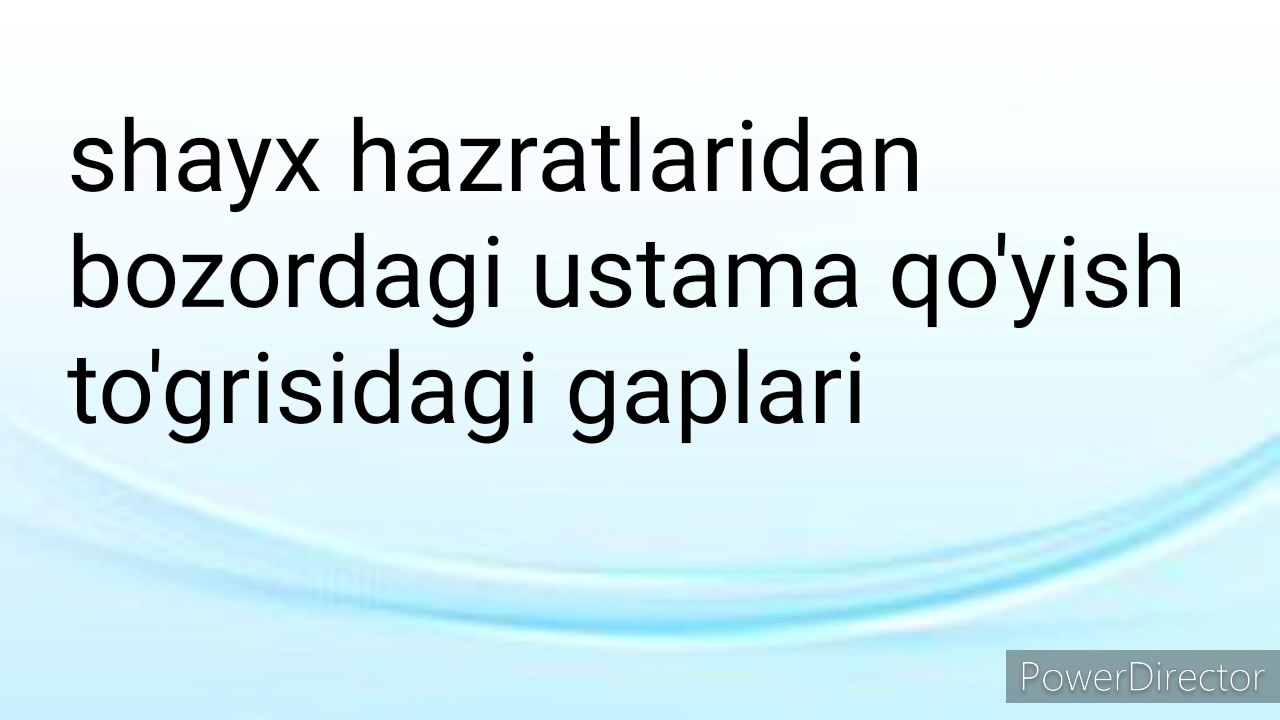 shayx hazratlaridan
bozordagi ustama qo'yish
to'grisidagi gaplari
PowerDirector